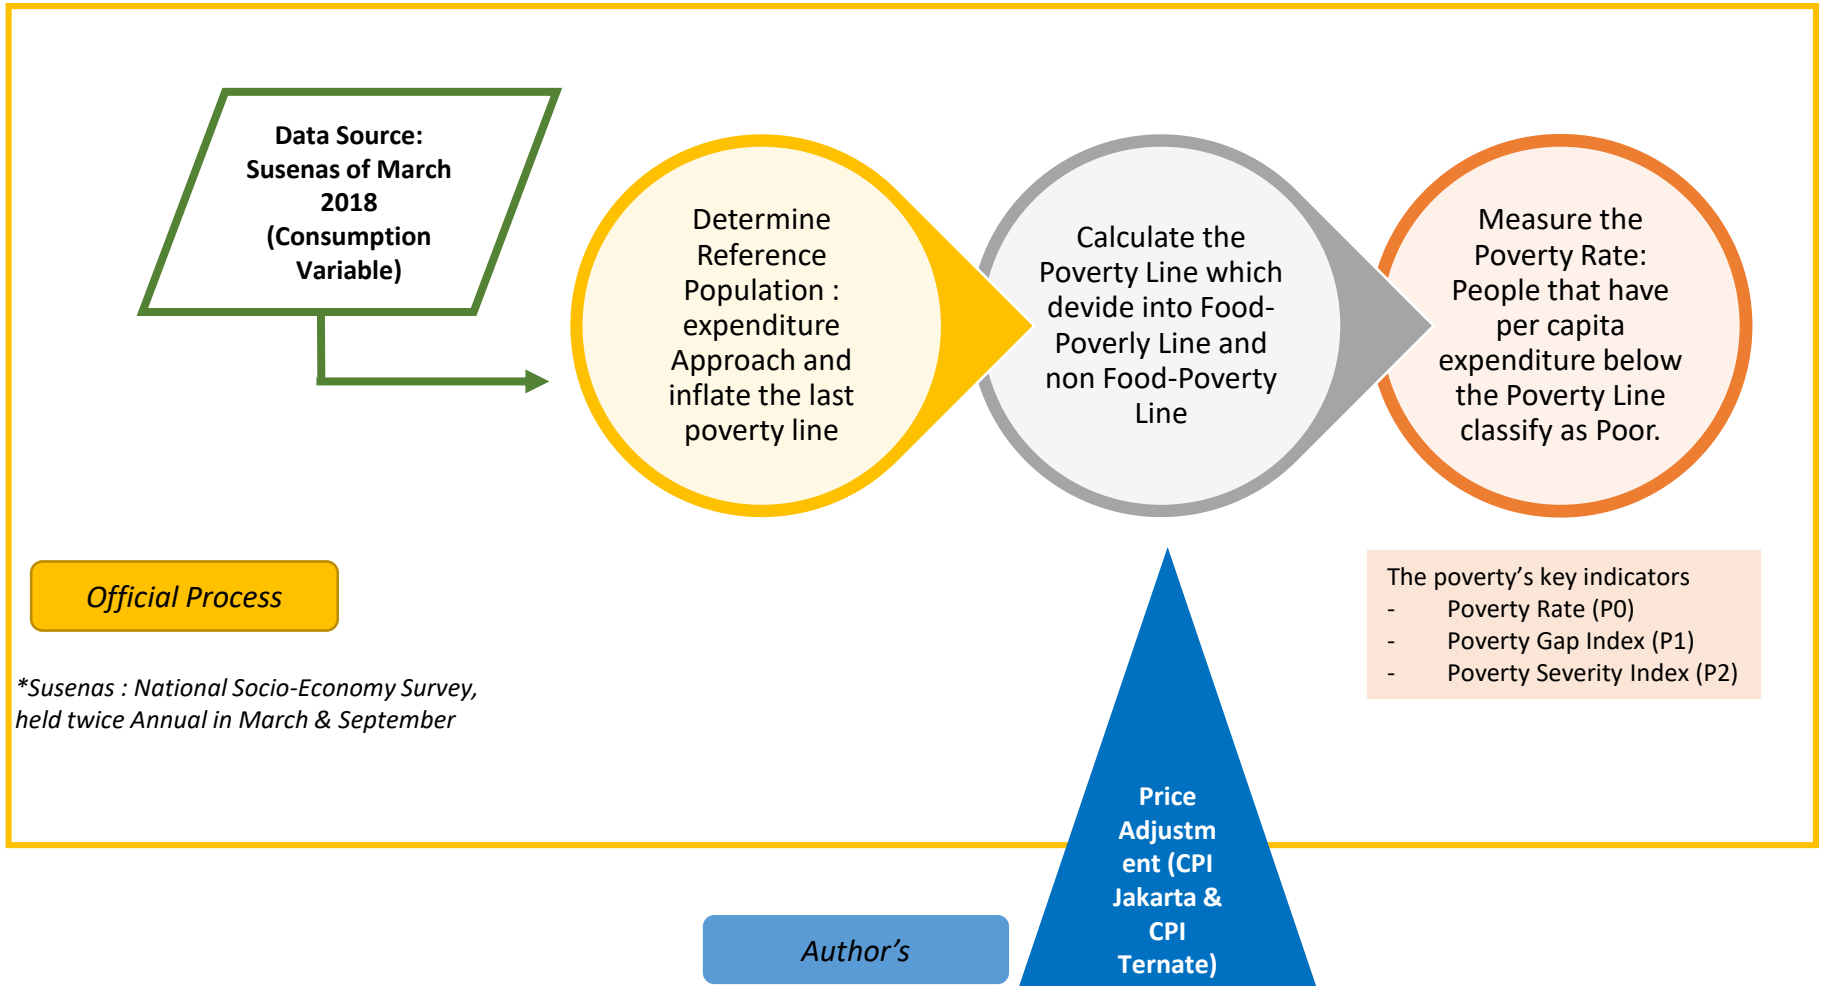 Data Source:
Susenas of March
2018
(Consumption
Variable)
Determine
Reference
Population :
expenditure
Approach and
inflate the last
poverty line
Calculate the
Poverty Line which
devide into Food-
Poverly Line and
non Food-Poverty
Line
Measure the
Poverty Rate:
People that have
per capita
expenditure below
the Poverty Line
classify as Poor.
Official Process
*Susenas : National Socio-Economy Survey,
held twice Annual in March & September
The poverty’s key indicators
- Poverty Rate (P0)
- Poverty Gap Index (P1)
- Poverty Severity Index (P2)
Price
Adjustm
ent (CPI
Jakarta &
CPI
Ternate)
Author's